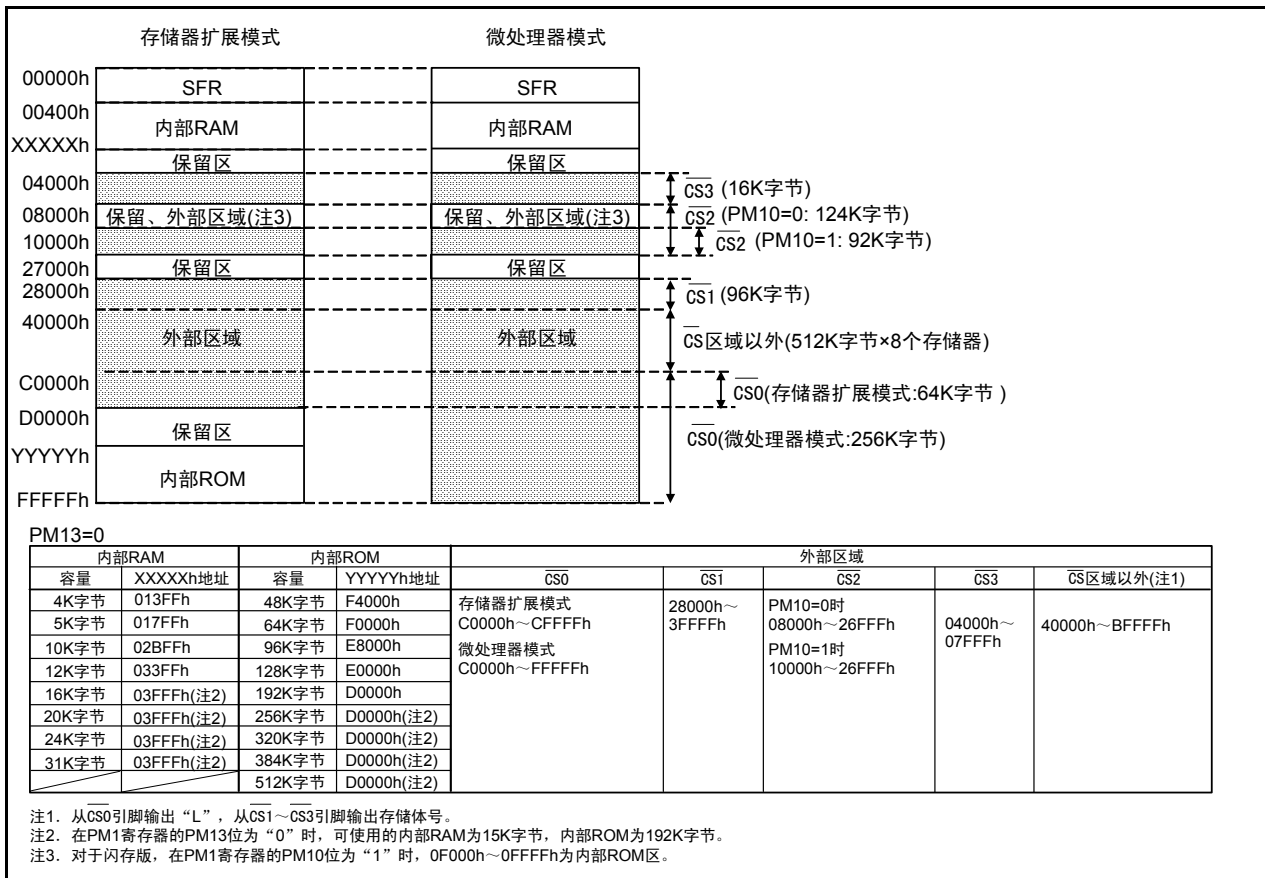 存储器扩展模式 微处理器模式
00000h SFR SFR
00400h
内部RAM 内部RAM
XXXXXh
保留区 保留区
04000h
CS3 (16K字节)
08000h 保留、外部区域(注3) 保留、外部区域(注3) CS2 (PM10=0: 124K字节)
10000h
CS2 (PM10=1: 92K字节)
27000h 保留区 保留区
28000h
CS1 (96K字节)
40000h
外部区域 外部区域 CS区域以外(512K字节×8个存储器)
C0000h
CS0(存储器扩展模式:64K字节 )
D0000h
保留区
CS0(微处理器模式:256K字节)
YYYYYh
内部ROM
FFFFFh
PM13=0
内部RAM 内部ROM 外部区域
容量 XXXXXh地址 容量 YYYYYh地址 CS0 CS1 CS2 CS3 CS区域以外(注1)
4K字节 013FFh 48K字节 F4000h 存储器扩展模式 28000h～ PM10=0时
5K字节 017FFh 64K字节 F0000h C0000h～CFFFFh 3FFFFh 08000h～26FFFh 04000h～ 40000h～BFFFFh
10K字节 02BFFh 96K字节 E8000h 微处理器模式 PM10=1时 07FFFh
12K字节 033FFh 128K字节 E0000h C0000h～FFFFFh 10000h～26FFFh
16K字节 03FFFh(注2) 192K字节 D0000h
20K字节 03FFFh(注2) 256K字节 D0000h(注2)
24K字节 03FFFh(注2) 320K字节 D0000h(注2)
31K字节 03FFFh(注2) 384K字节 D0000h(注2)
512K字节 D0000h(注2)
注1. 从CS0引脚输出“L”，从CS1～CS3引脚输出存储体号。
注2. 在PM1寄存器的PM13位为“0”时，可使用的内部RAM为15K字节，内部ROM为192K字节。
注3. 对于闪存版，在PM1寄存器的PM10位为“1”时，0F000h～0FFFFh为内部ROM区。